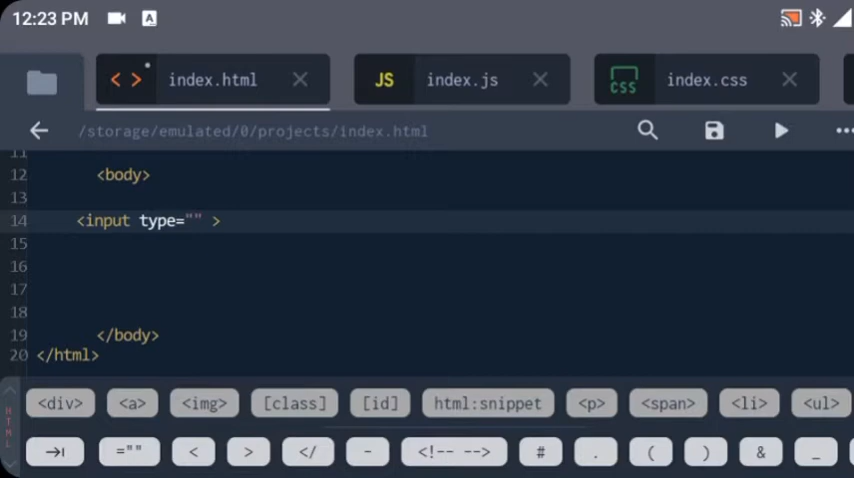 12:23 PM A
< > index.html × JS index.js × CSS index.css ×
/storage/emulated/0/projects/index.html
11
12 <body>
13
14 <input type="" >
15
16
17
18
19 </body>
20 </html>
HTML
<div> <a> <img> [class] [id] html:snippet <p> <span> <li> <ul>
="" < > </ - <!-- --> # . ( ) & _